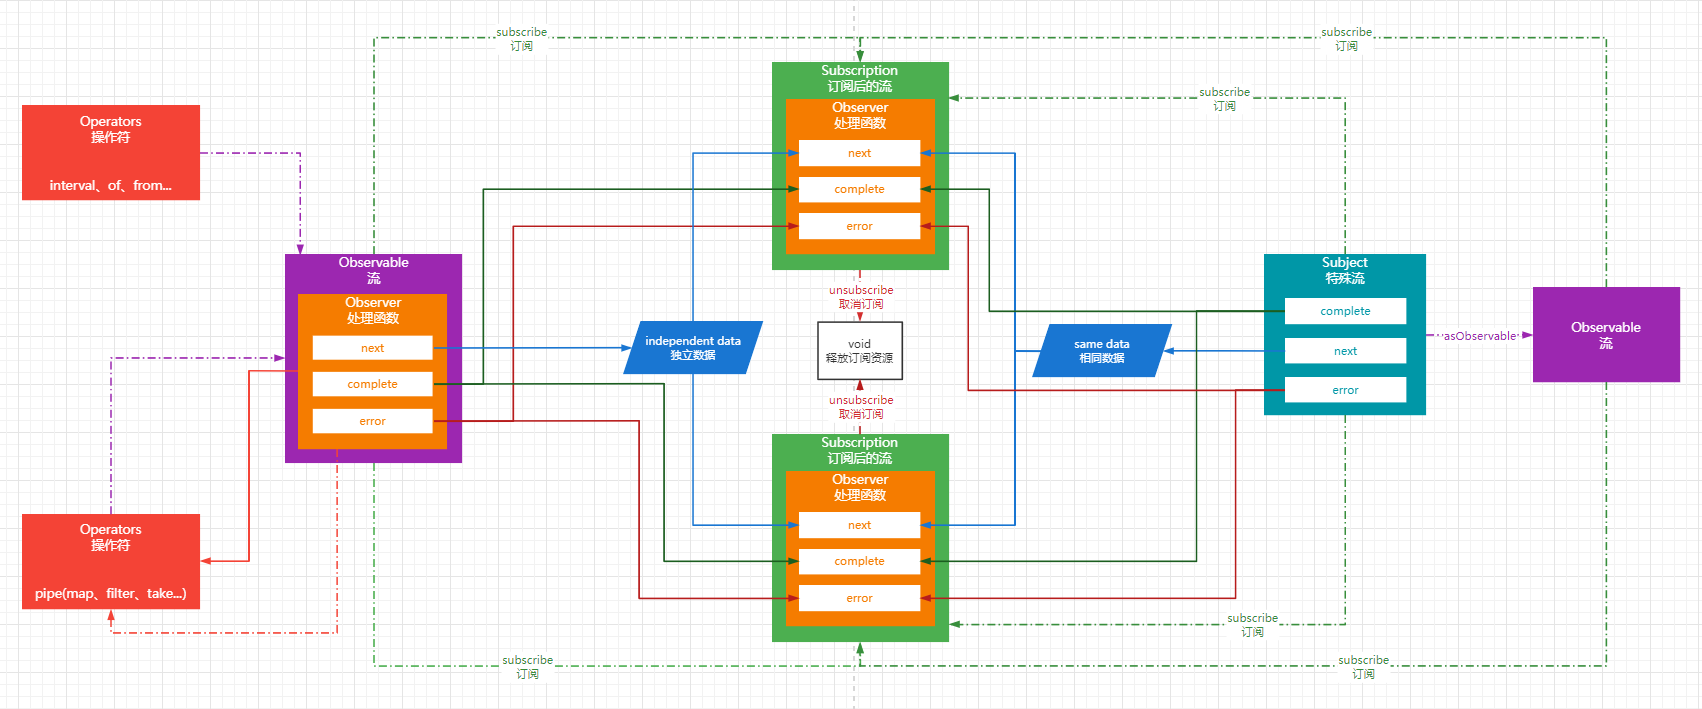 subscribe
订阅
subscribe
订阅
Subscription
订阅后的流
Observer
处理函数
next
complete
error
subscribe
订阅
Operators
操作符
interval、of、from...
Observable
流
Observer
处理函数
next
complete
error
independent data
独立数据
unsubscribe
取消订阅
void
释放订阅资源
unsubscribe
取消订阅
same data
相同数据
Subject
特殊流
complete
next
error
asObservable
Observable
流
Subscription
订阅后的流
Observer
处理函数
next
complete
error
Operators
操作符
pipe(map、filter、take...)
subscribe
订阅
subscribe
订阅
subscribe
订阅